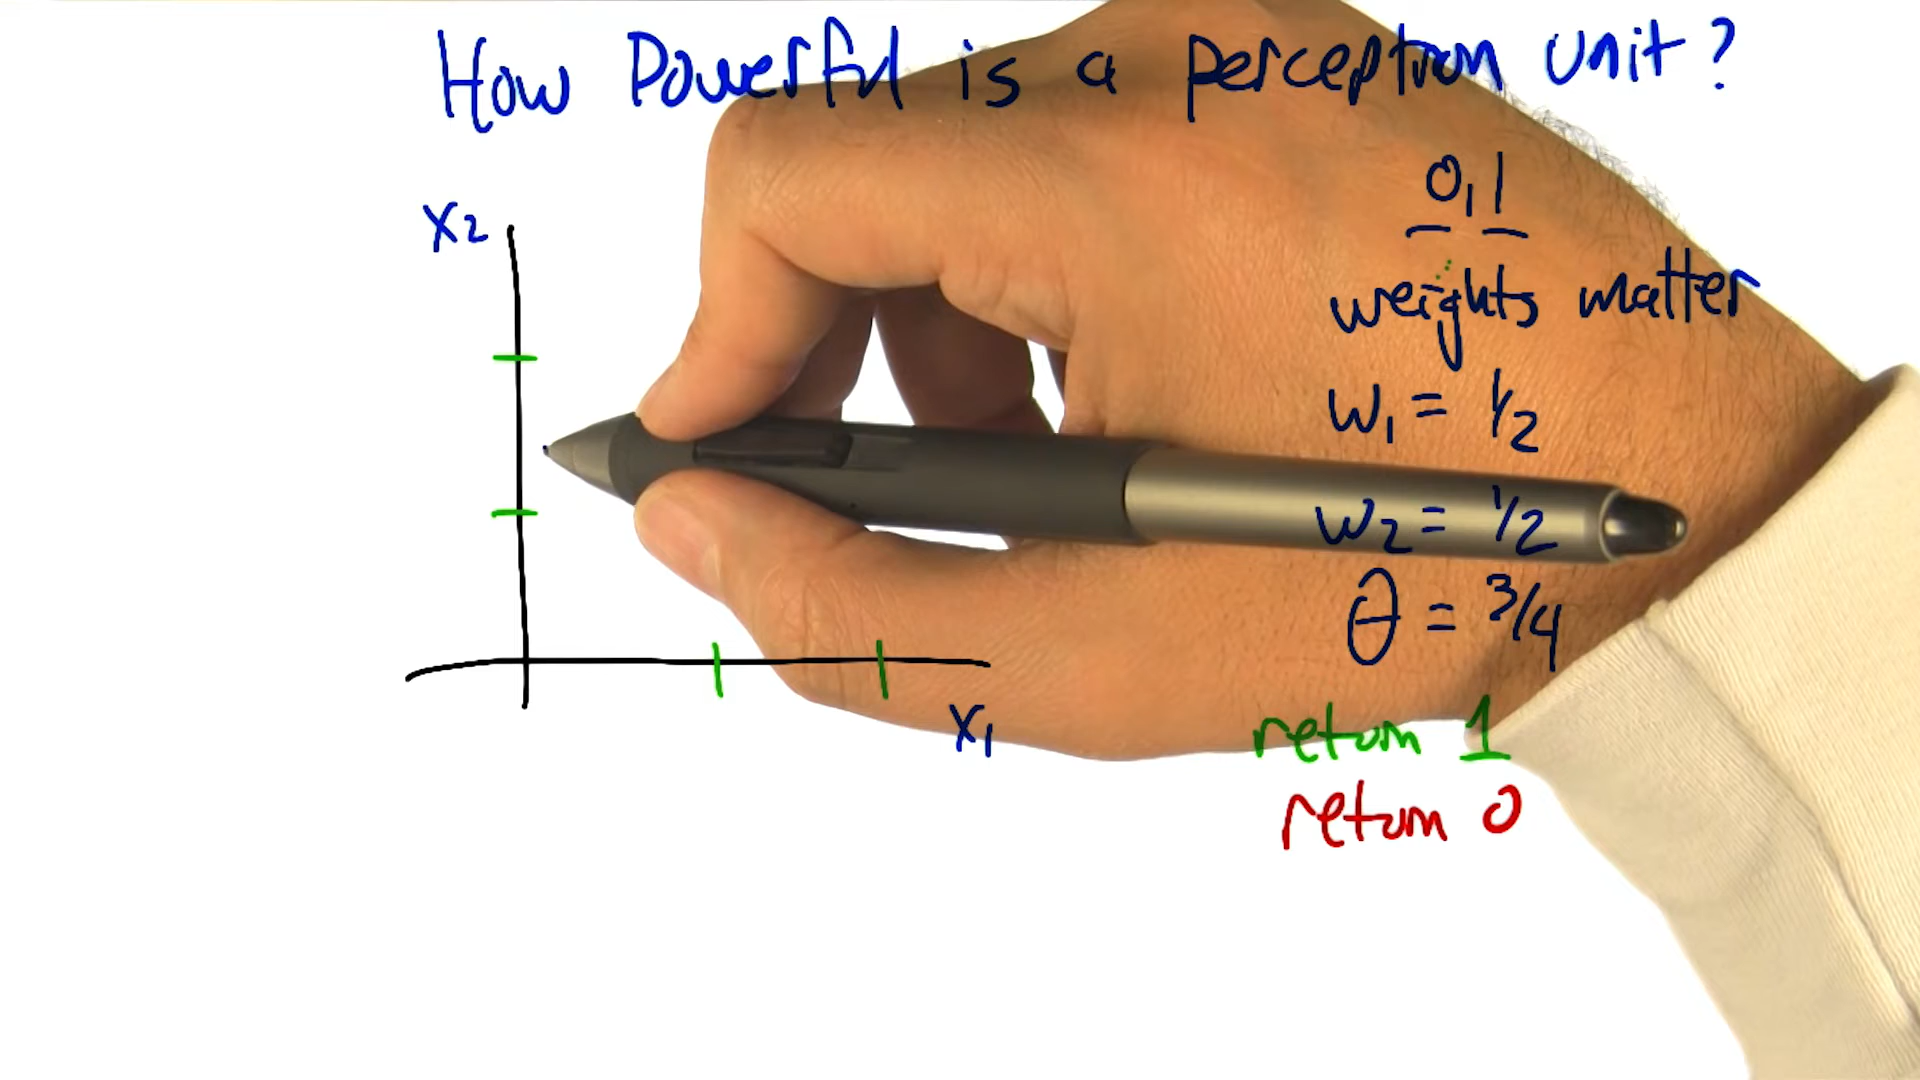 How Powerful is a perceptron unit?
0,1
weights matter
X2
w1 = 1/2
w2 = 1/2
θ = 3/4
X1
return 1
return 0